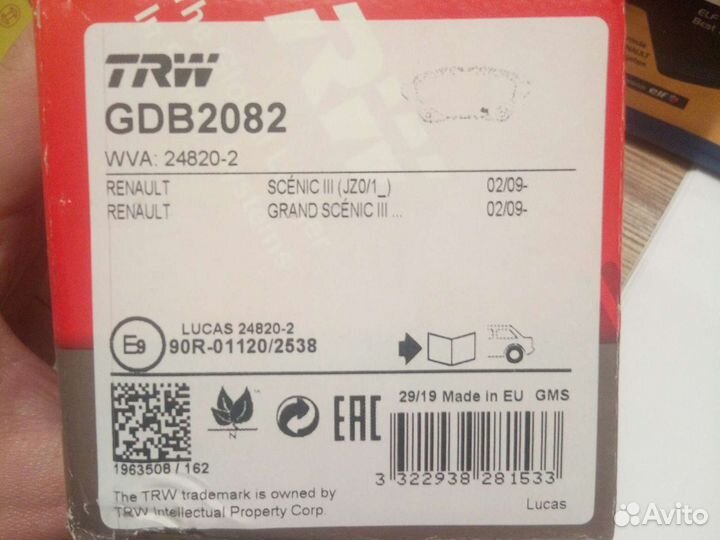 TRW
GDB2082
WVA: 24820-2
RENAULT SCÉNIC III (JZ0/1_) 02/09-
RENAULT GRAND SCÉNIC III ... 02/09-
E9
LUCAS 24820-2
90R-01120/2538
29/19 Made in EU GMS
N
EAC
1963508 / 162
3 322938 281533
The TRW trademark is owned by
TRW Intellectual Property Corp.
Lucas
elf
Avito